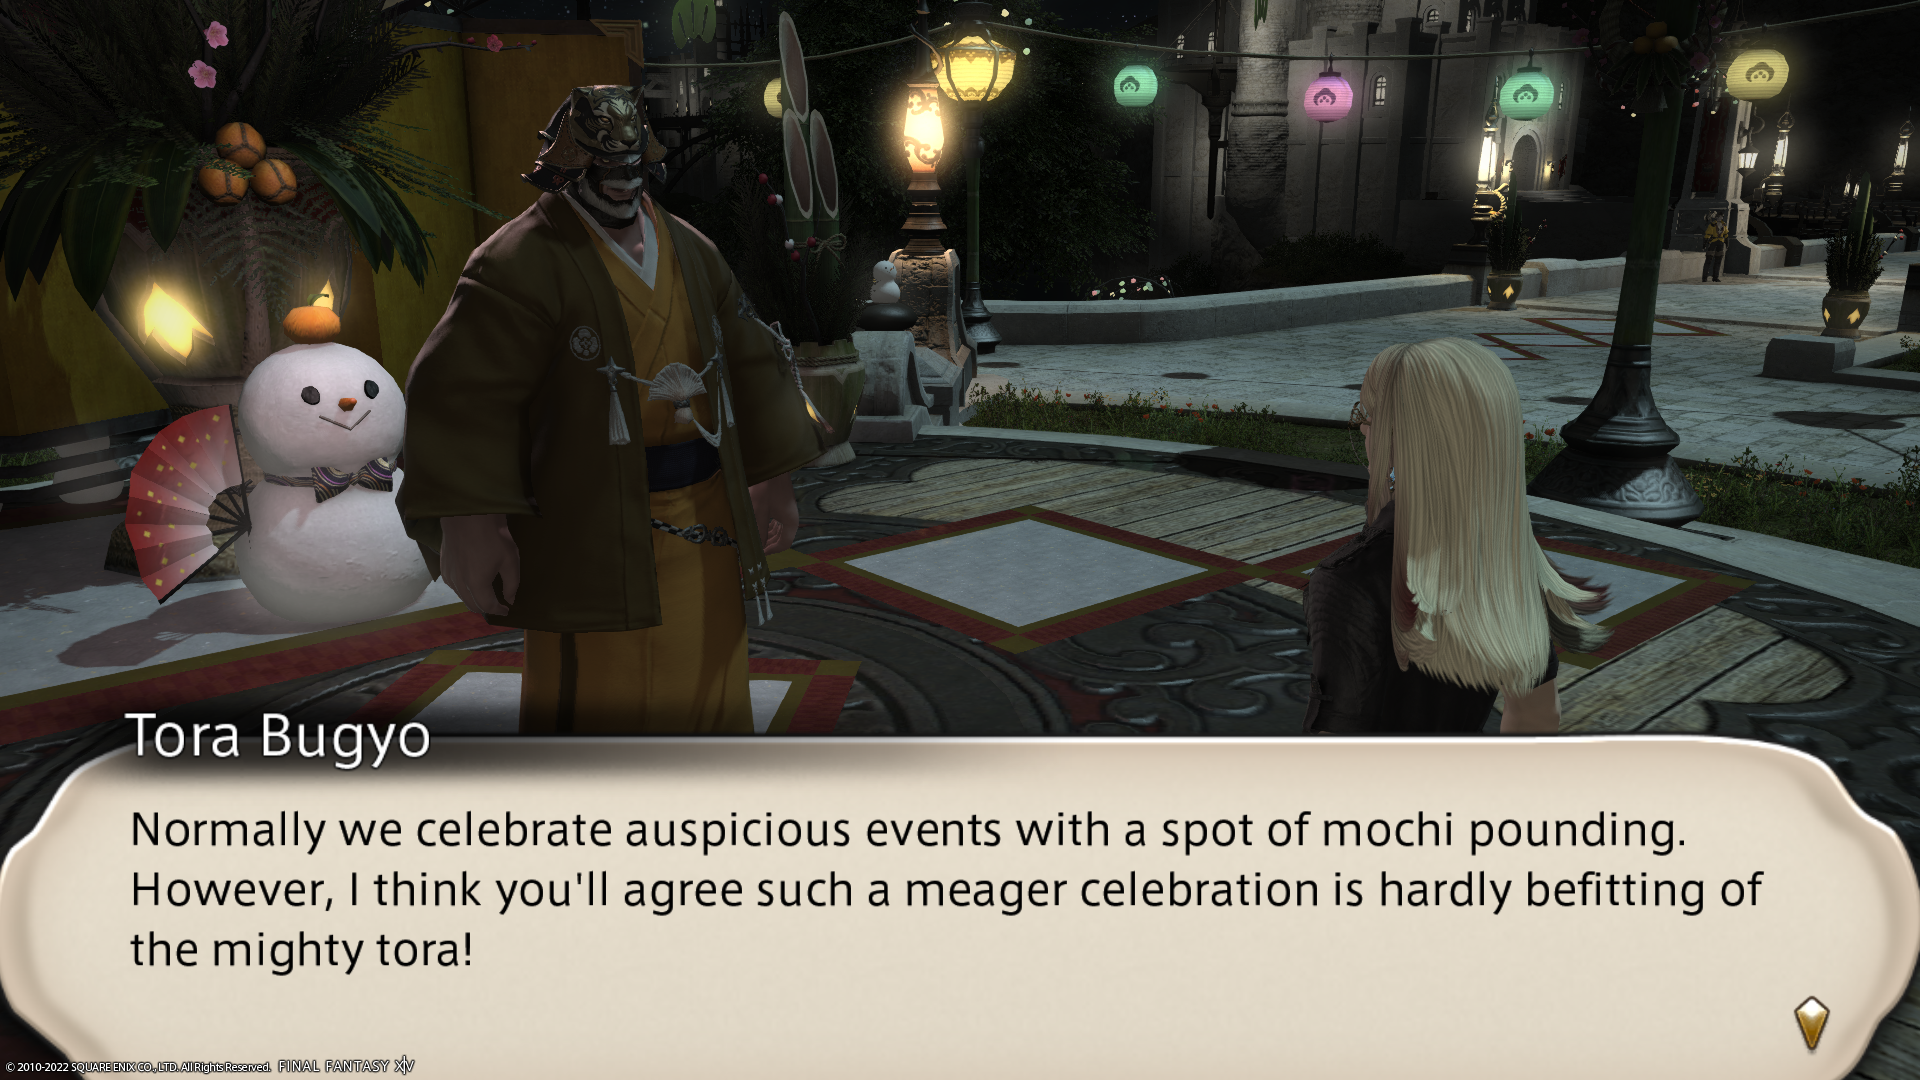 Tora Bugyo
Normally we celebrate auspicious events with a spot of mochi pounding.
However, I think you'll agree such a meager celebration is hardly befitting of
the mighty tora!
© 2010-2022 SQUARE ENIX CO., LTD. All Rights Reserved. FINAL FANTASY XIV